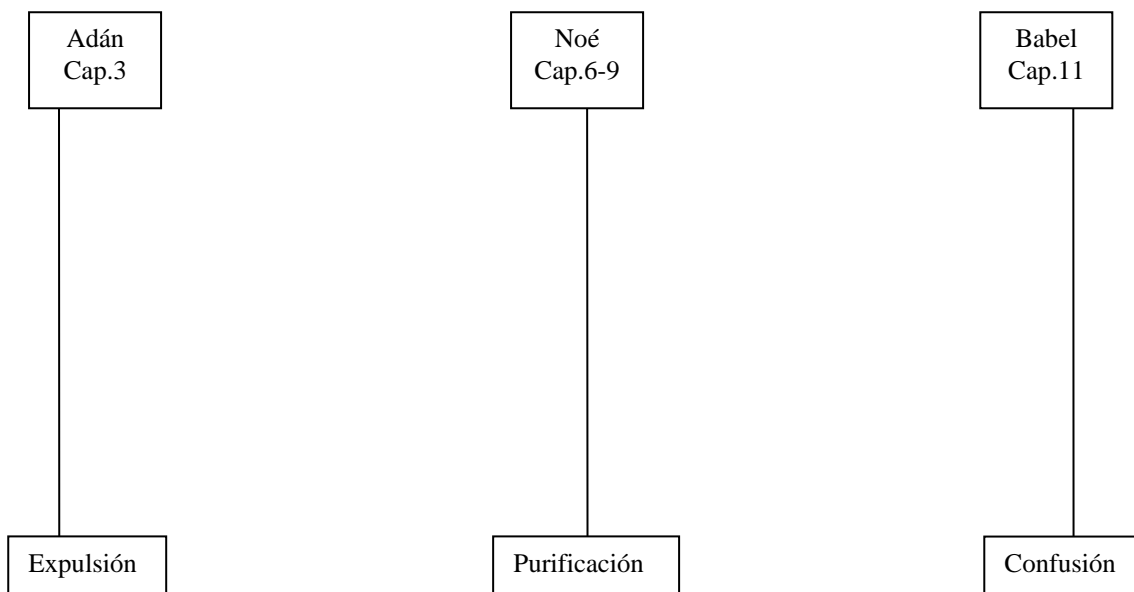 Adán
Cap.3
Noé
Cap.6-9
Babel
Cap.11
Expulsión
Purificación
Confusión